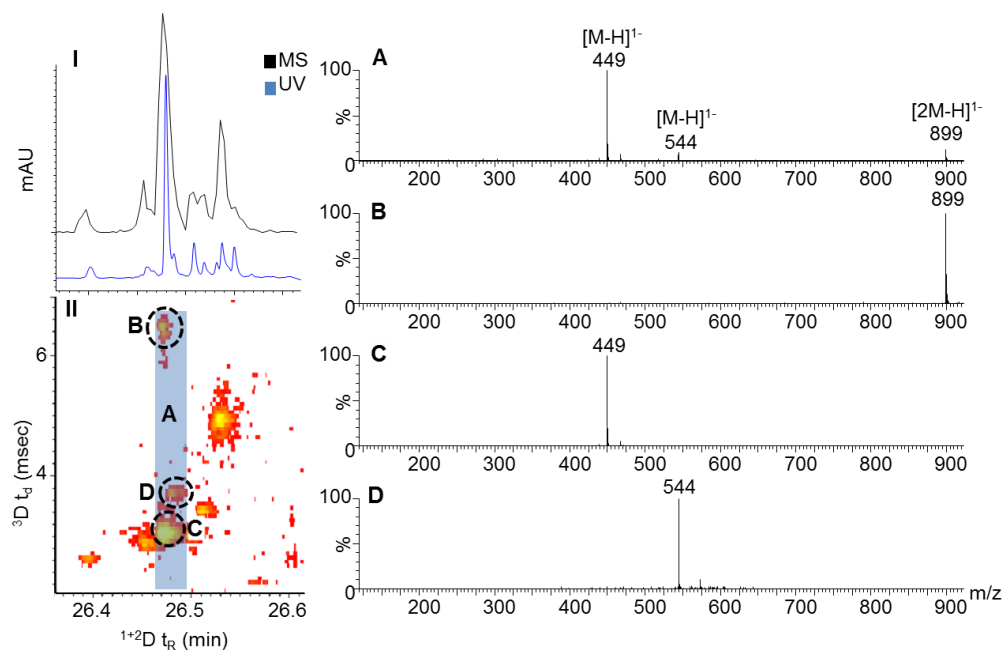 I
MS
UV
mAU
II
B
A
D
C
6
4
³D t_d (msec)
26.4 26.5 26.6
¹⁺²D t_R (min)
A
[M-H]¹⁻
449
[M-H]¹⁻
544
[2M-H]¹⁻
899
100
%
0
200 300 400 500 600 700 800 900
B
899
100
%
0
200 300 400 500 600 700 800 900
C
449
100
%
0
200 300 400 500 600 700 800 900
D
544
100
%
0
200 300 400 500 600 700 800 900 m/z